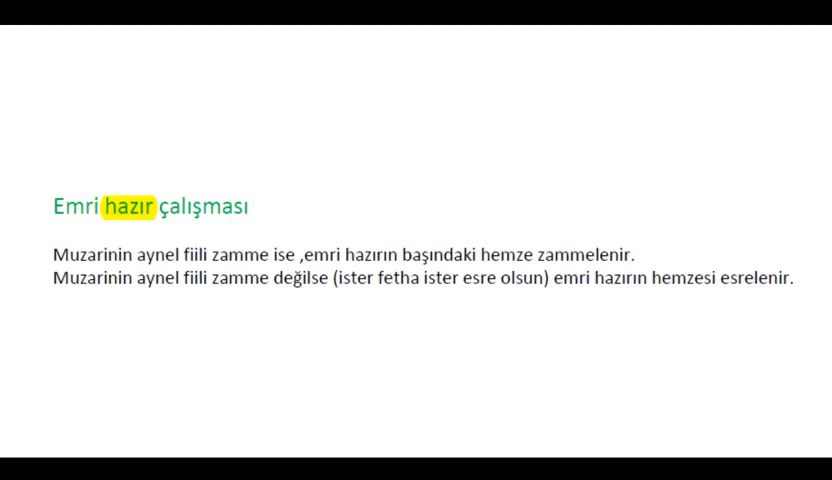 Emri hazır çalışması
Muzarinin aynel fiili zamme ise ,emri hazırın başındaki hemze zammelenir.
Muzarinin aynel fiili zamme değilse (ister fetha ister esre olsun) emri hazırın hemzesi esrelenir.